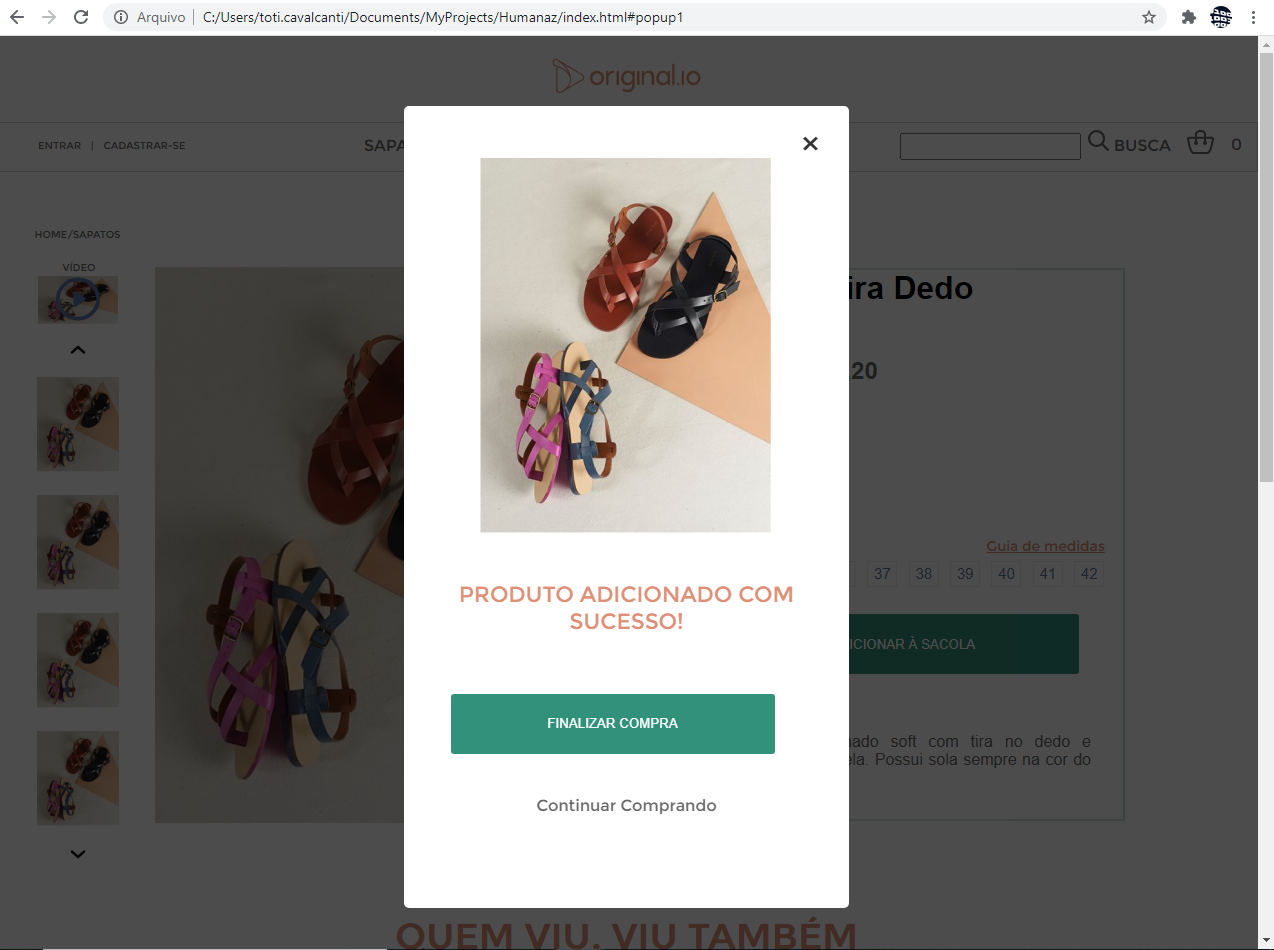 Arquivo | C:/Users/toti.cavalcanti/Documents/MyProjects/Humanaz/index.html#popup1
original.io
ENTRAR | CADASTRAR-SE
SAPA
BUSCA
0
HOME/SAPATOS
VÍDEO
ira Dedo
20
Guia de medidas
37 38 39 40 41 42
ICIONAR À SACOLA
soft com tira no dedo e
Possui sola sempre na cor do
PRODUTO ADICIONADO COM
SUCESSO!
FINALIZAR COMPRA
Continuar Comprando
QUEM VIU, VIU TAMBÉM